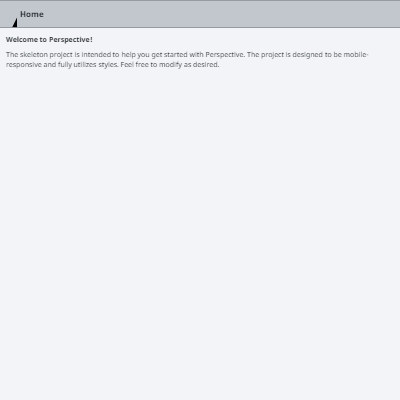 Home
Welcome to Perspective!
The skeleton project is intended to help you get started with Perspective. The project is designed to be mobile-
responsive and fully utilizes styles. Feel free to modify as desired.